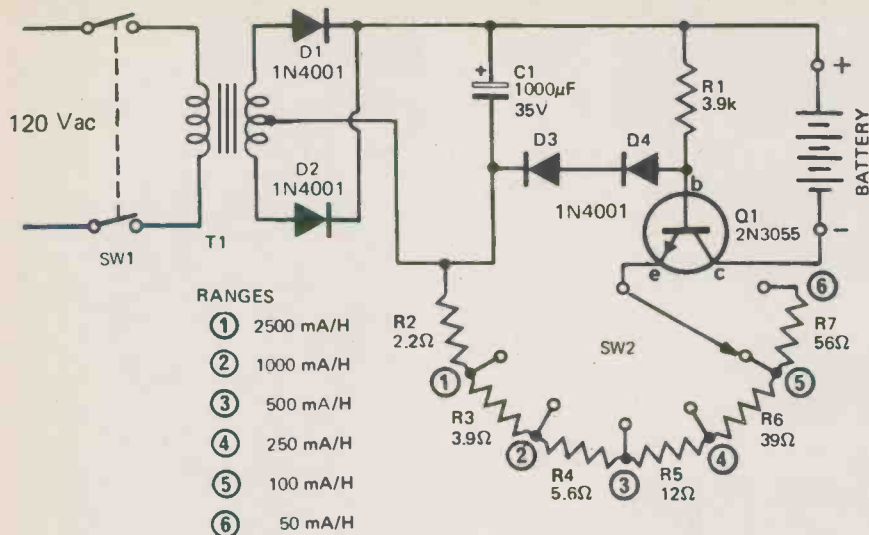 D1
1N4001
C1
1000µF
35V
R1
3.9k
+
+
120 Vac
D3
D4
BATTERY
D2
1N4001
1N4001
b
Q1
2N3055
SW1
T1
e
c
-
RANGES
① 2500 mA/H
② 1000 mA/H
③ 500 mA/H
④ 250 mA/H
⑤ 100 mA/H
⑥ 50 mA/H
R2
2.2Ω
SW2
⑥
R7
56Ω
①
⑤
R3
3.9Ω
R6
39Ω
②
④
R4
5.6Ω
③
R5
12Ω